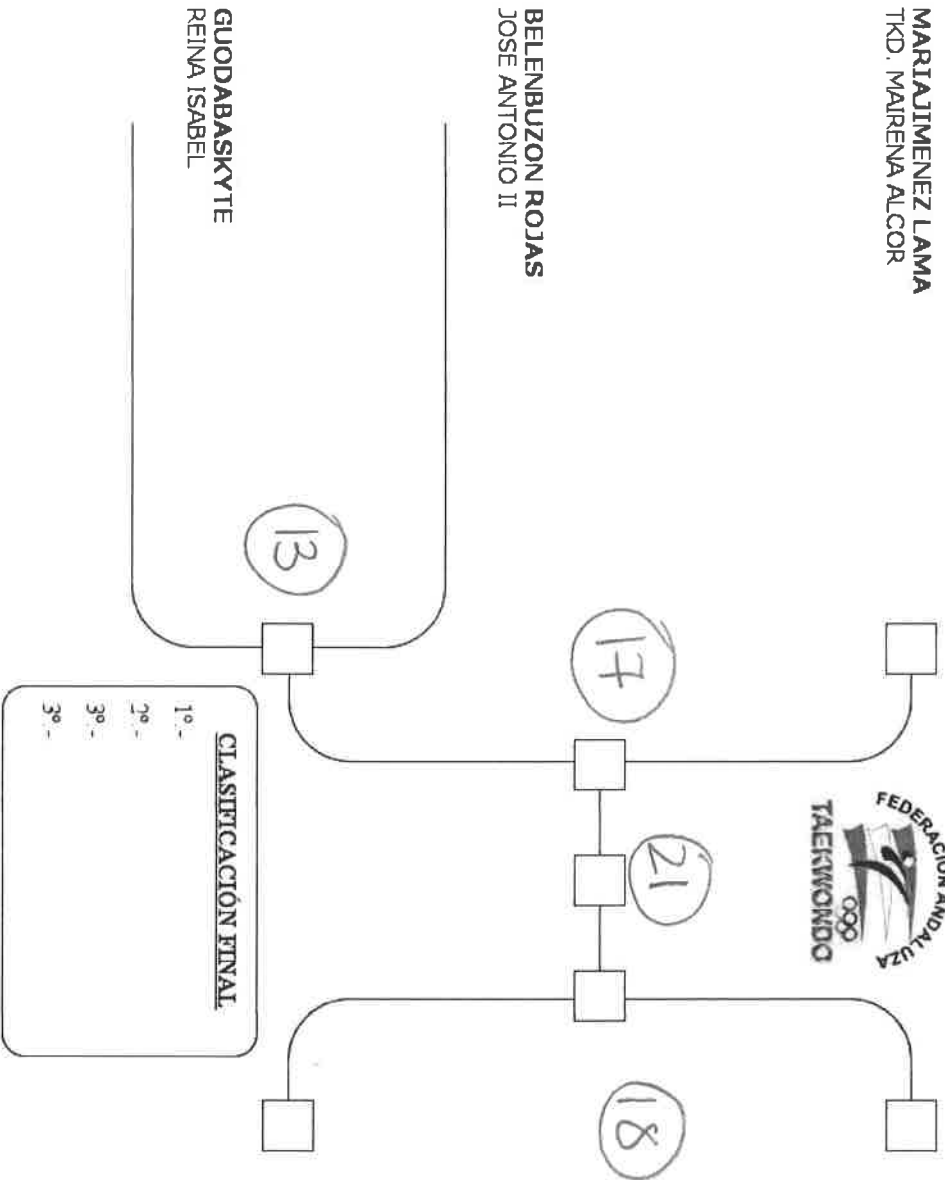 MARIAJIMENEZ LAMA
TKD. MAIRENA ALCOR
FEDERACIÓN ANDALUZA
TAEKWONDO
BELENBUZON ROJAS
JOSE ANTONIO II
17
21
18
GUODABASKYTE
REINA ISABEL
13
CLASIFICACIÓN FINAL
1º.-
2º.-
3º.-
3º.-